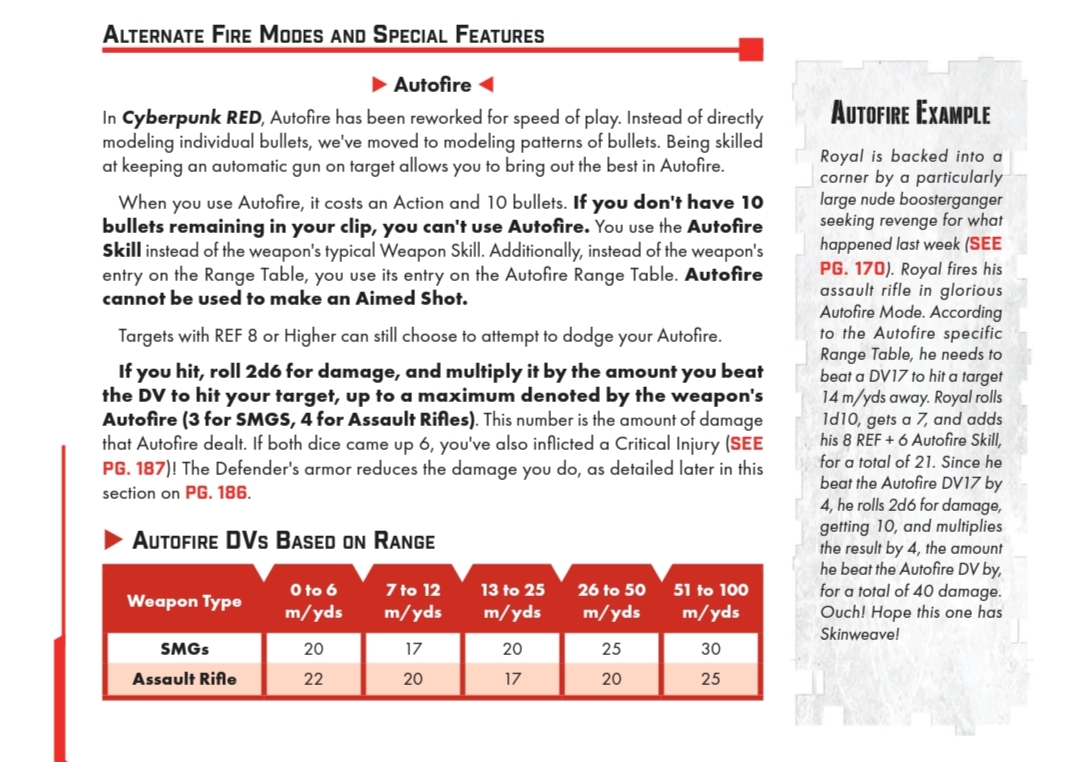 ALTERNATE FIRE MODES AND SPECIAL FEATURES
Autofire
In Cyberpunk RED, Autofire has been reworked for speed of play. Instead of directly
modeling individual bullets, we've moved to modeling patterns of bullets. Being skilled
at keeping an automatic gun on target allows you to bring out the best in Autofire.
When you use Autofire, it costs an Action and 10 bullets. If you don't have 10
bullets remaining in your clip, you can't use Autofire. You use the Autofire
Skill instead of the weapon's typical Weapon Skill. Additionally, instead of the weapon's
entry on the Range Table, you use its entry on the Autofire Range Table. Autofire
cannot be used to make an Aimed Shot.
Targets with REF 8 or Higher can still choose to attempt to dodge your Autofire.
If you hit, roll 2d6 for damage, and multiply it by the amount you beat
the DV to hit your target, up to a maximum denoted by the weapon's
Autofire (3 for SMGs, 4 for Assault Rifles). This number is the amount of damage
that Autofire dealt. If both dice came up 6, you've also inflicted a Critical Injury (SEE
PG. 187)! The Defender's armor reduces the damage you do, as detailed later in this
section on PG. 186.
AUTOFIRE DVS BASED ON RANGE
Weapon Type 0 to 6 m/yds 7 to 12 m/yds 13 to 25 m/yds 26 to 50 m/yds 51 to 100 m/yds
SMGs 20 17 20 25 30
Assault Rifle 22 20 17 20 25
AUTOFIRE EXAMPLE
Royal is backed into a
corner by a particularly
large nude boosterganger
seeking revenge for what
happened last week (SEE
PG. 170). Royal fires his
assault rifle in glorious
Autofire Mode. According
to the Autofire specific
Range Table, he needs to
beat a DV17 to hit a target
14 m/yds away. Royal rolls
1d10, gets a 7, and adds
his 8 REF + 6 Autofire Skill,
for a total of 21. Since he
beat the Autofire DV17 by
4, he rolls 2d6 for damage,
getting 10, and multiplies
the result by 4, the amount
he beat the Autofire DV by,
for a total of 40 damage.
Ouch! Hope this one has
Skinweave!